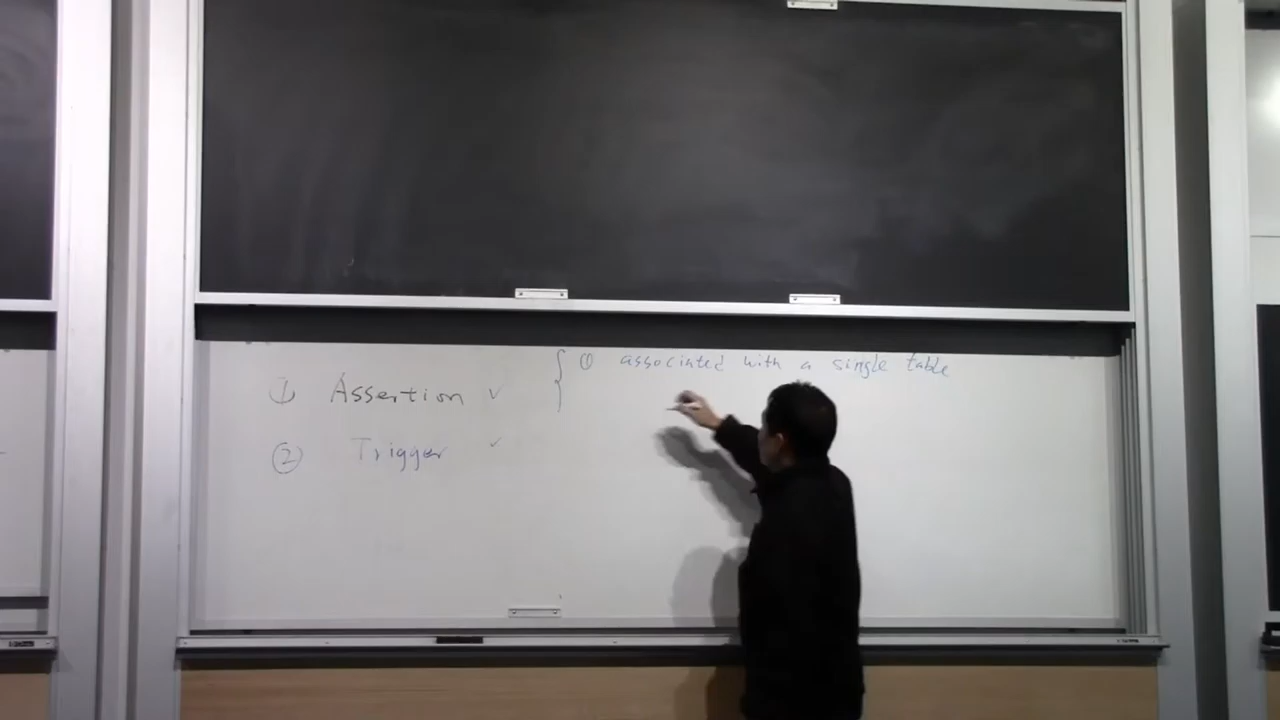 ① Assertion ✓
② Trigger ✓
① associated with a single table